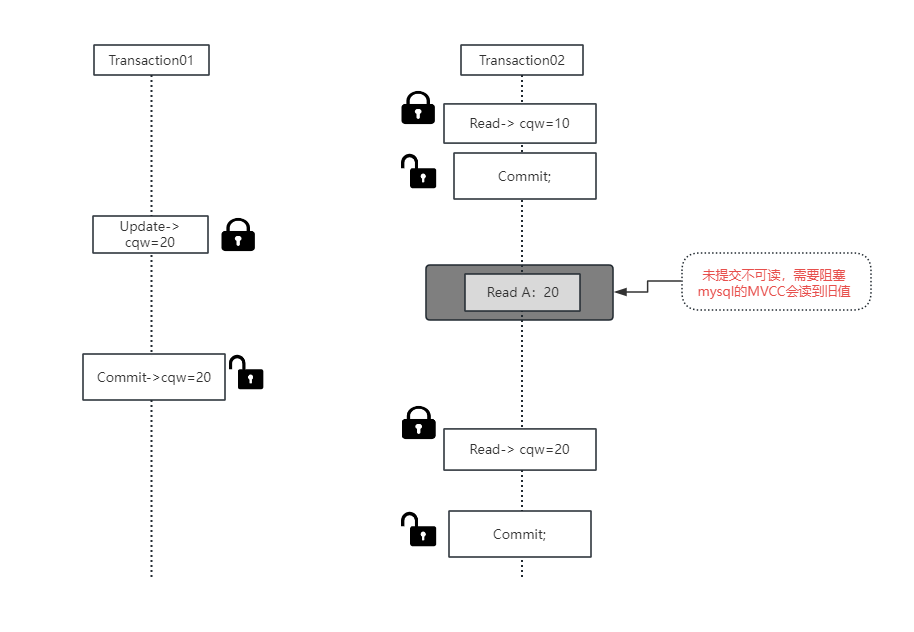 Transaction01
Transaction02
Read-> cqw=10
Commit;
Update->
cqw=20
Read A：20
未提交不可读，需要阻塞
mysql的MVCC会读到旧值
Commit->cqw=20
Read-> cqw=20
Commit;